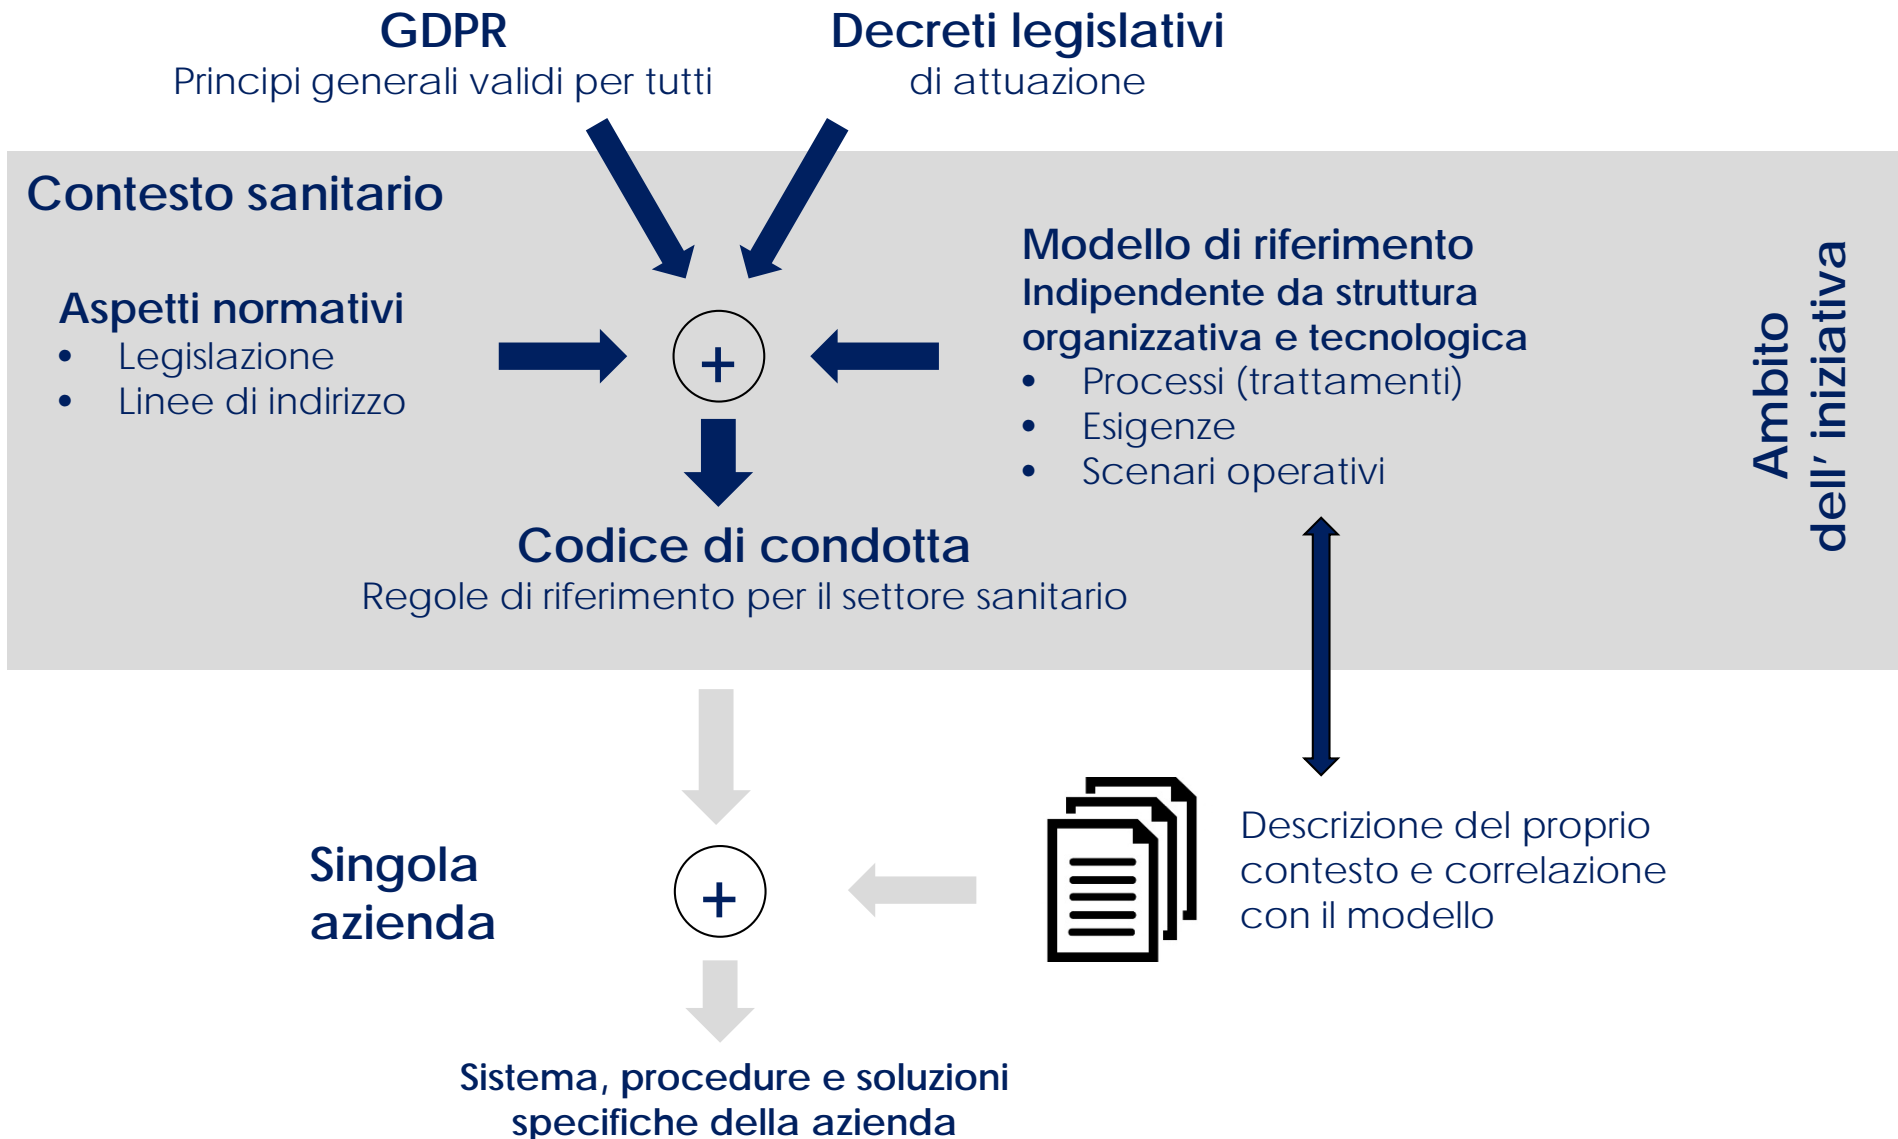 GDPR
Principi generali validi per tutti
Decreti legislativi
di attuazione
Contesto sanitario
Aspetti normativi
• Legislazione
• Linee di indirizzo
+
Modello di riferimento
Indipendente da struttura
organizzativa e tecnologica
• Processi (trattamenti)
• Esigenze
• Scenari operativi
Ambito
dell' iniziativa
Codice di condotta
Regole di riferimento per il settore sanitario
Singola
azienda
+
Descrizione del proprio
contesto e correlazione
con il modello
Sistema, procedure e soluzioni
specifiche della azienda